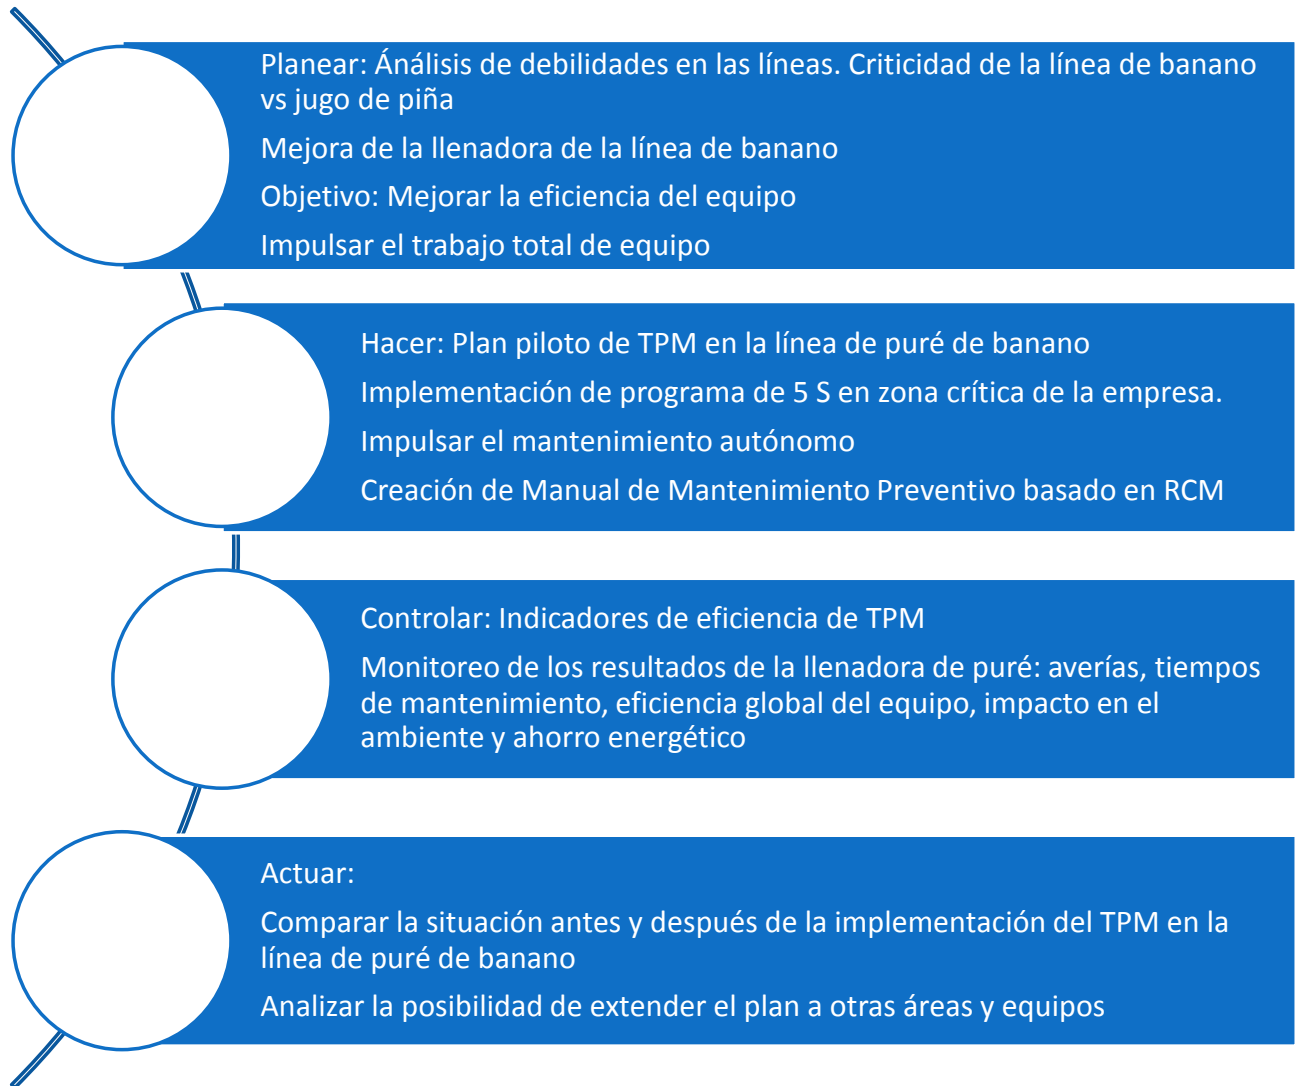 Planear: Ánálisis de debilidades en las líneas. Criticidad de la línea de banano
vs jugo de piña
Mejora de la llenadora de la línea de banano
Objetivo: Mejorar la eficiencia del equipo
Impulsar el trabajo total de equipo
Hacer: Plan piloto de TPM en la línea de puré de banano
Implementación de programa de 5 S en zona crítica de la empresa.
Impulsar el mantenimiento autónomo
Creación de Manual de Mantenimiento Preventivo basado en RCM
Controlar: Indicadores de eficiencia de TPM
Monitoreo de los resultados de la llenadora de puré: averías, tiempos
de mantenimiento, eficiencia global del equipo, impacto en el
ambiente y ahorro energético
Actuar:
Comparar la situación antes y después de la implementación del TPM en la
línea de puré de banano
Analizar la posibilidad de extender el plan a otras áreas y equipos